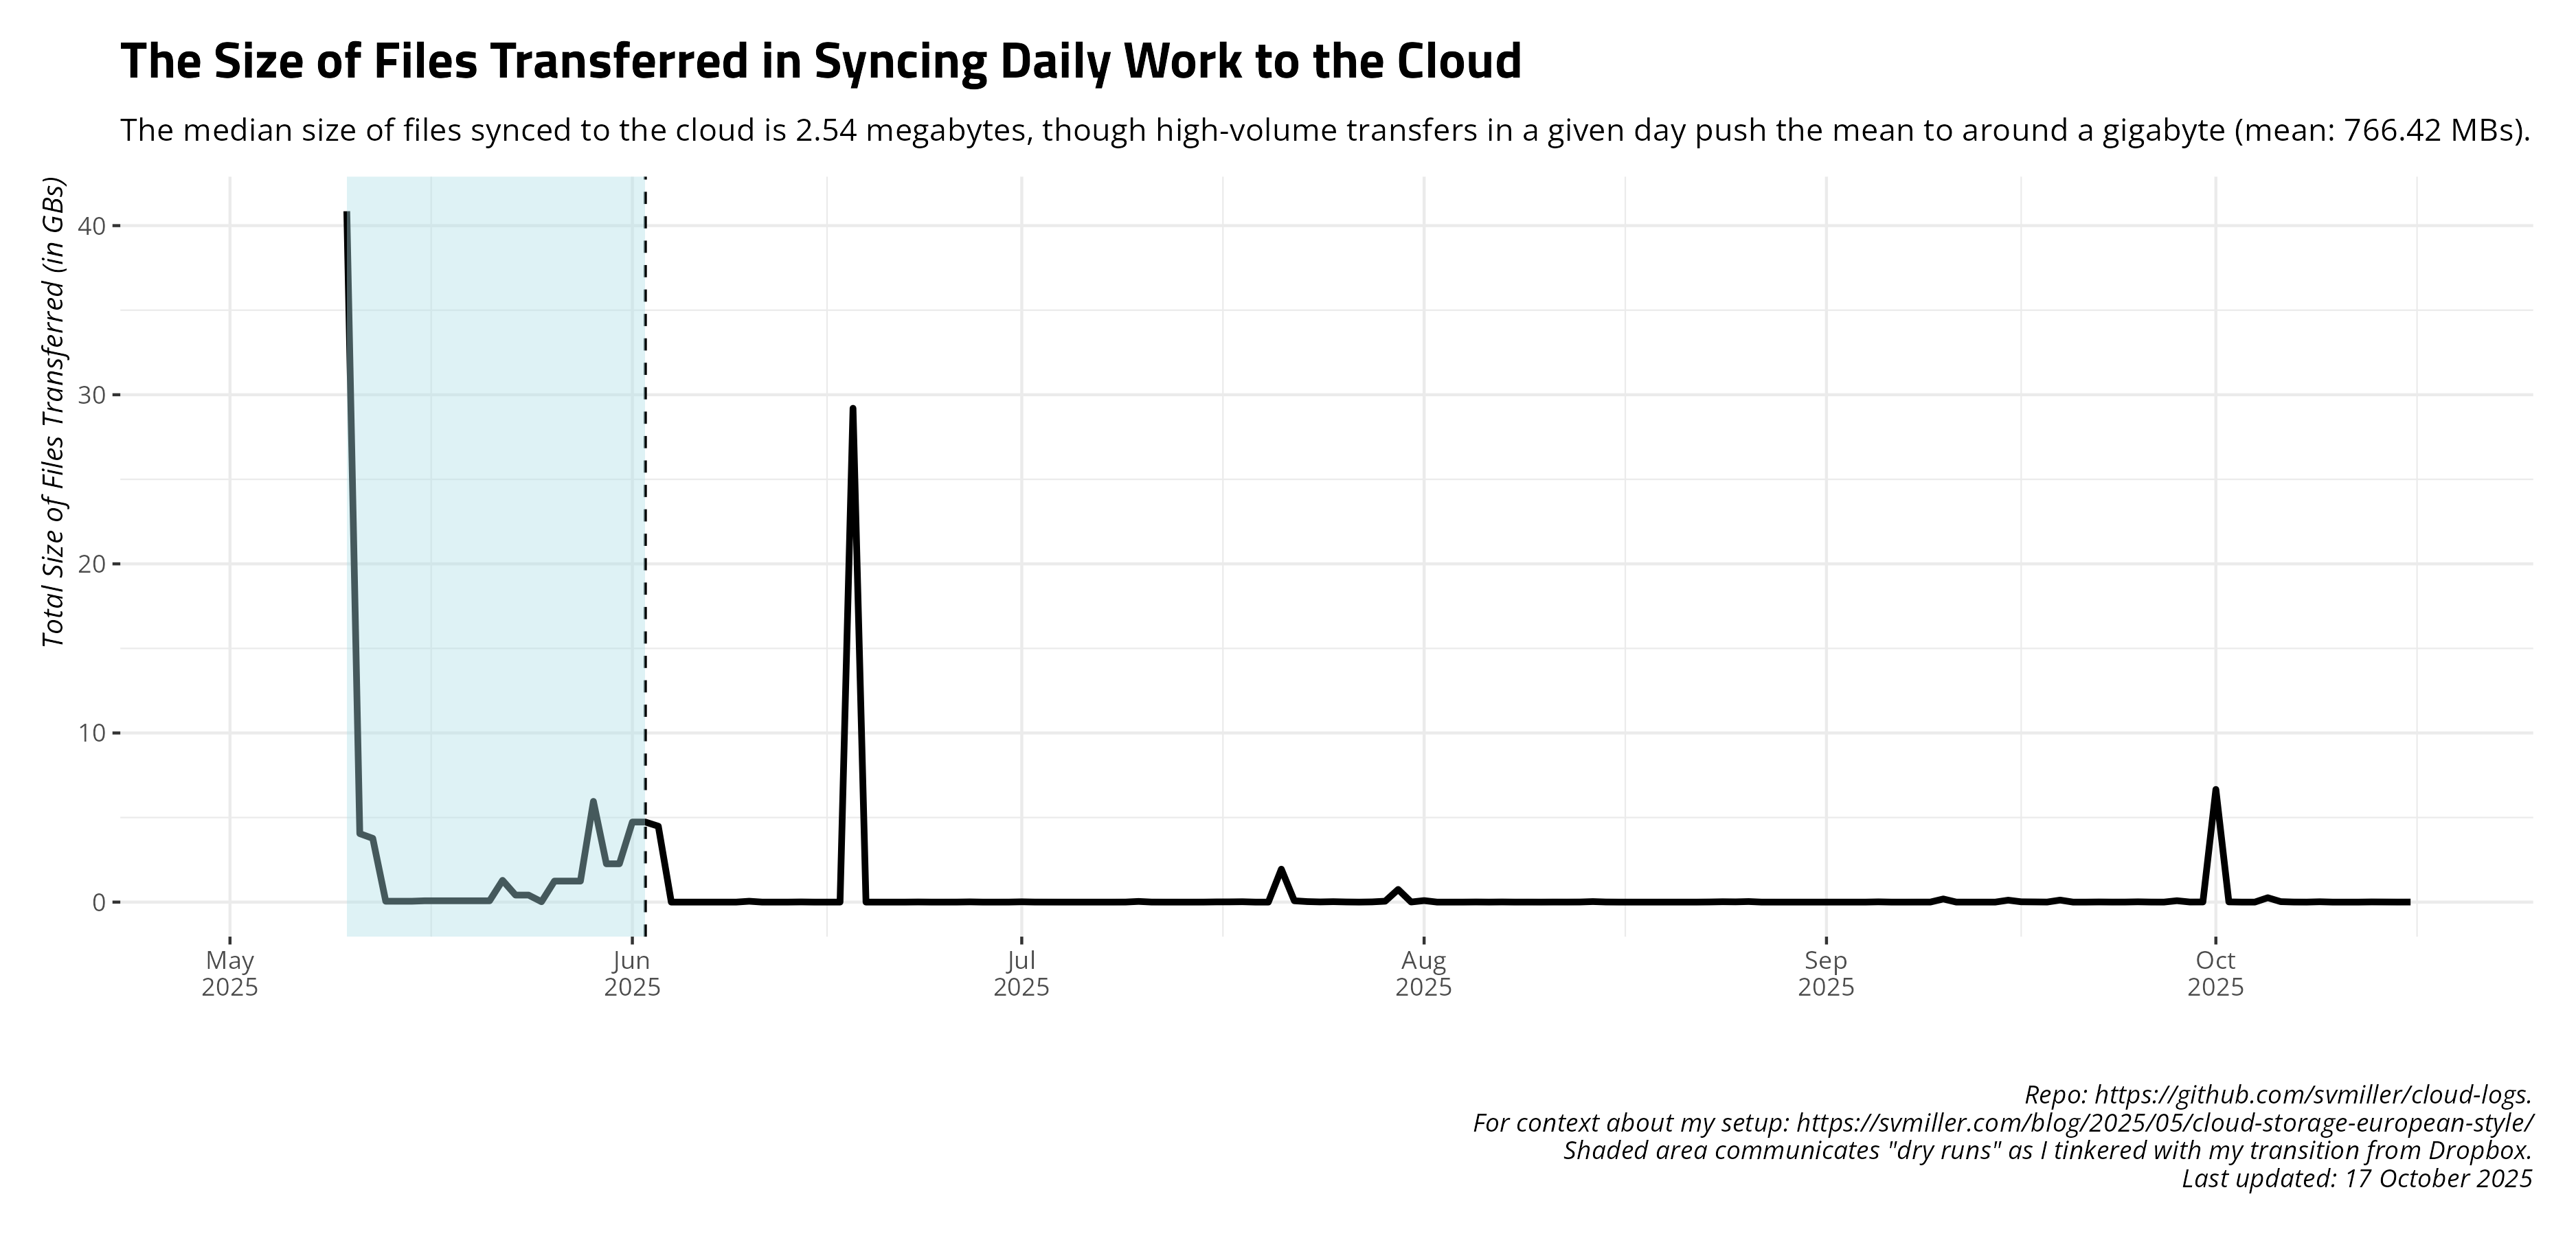 The Size of Files Transferred in Syncing Daily Work to the Cloud
The median size of files synced to the cloud is 2.54 megabytes, though high-volume transfers in a given day push the mean to around a gigabyte (mean: 766.42 MBs).
Total Size of Files Transferred (in GBs)
40
30
20
10
0
May
2025
Jun
2025
Jul
2025
Aug
2025
Sep
2025
Oct
2025
Repo: https://github.com/svmiller/cloud-logs.
For context about my setup: https://svmiller.com/blog/2025/05/cloud-storage-european-style/
Shaded area communicates "dry runs" as I tinkered with my transition from Dropbox.
Last updated: 17 October 2025